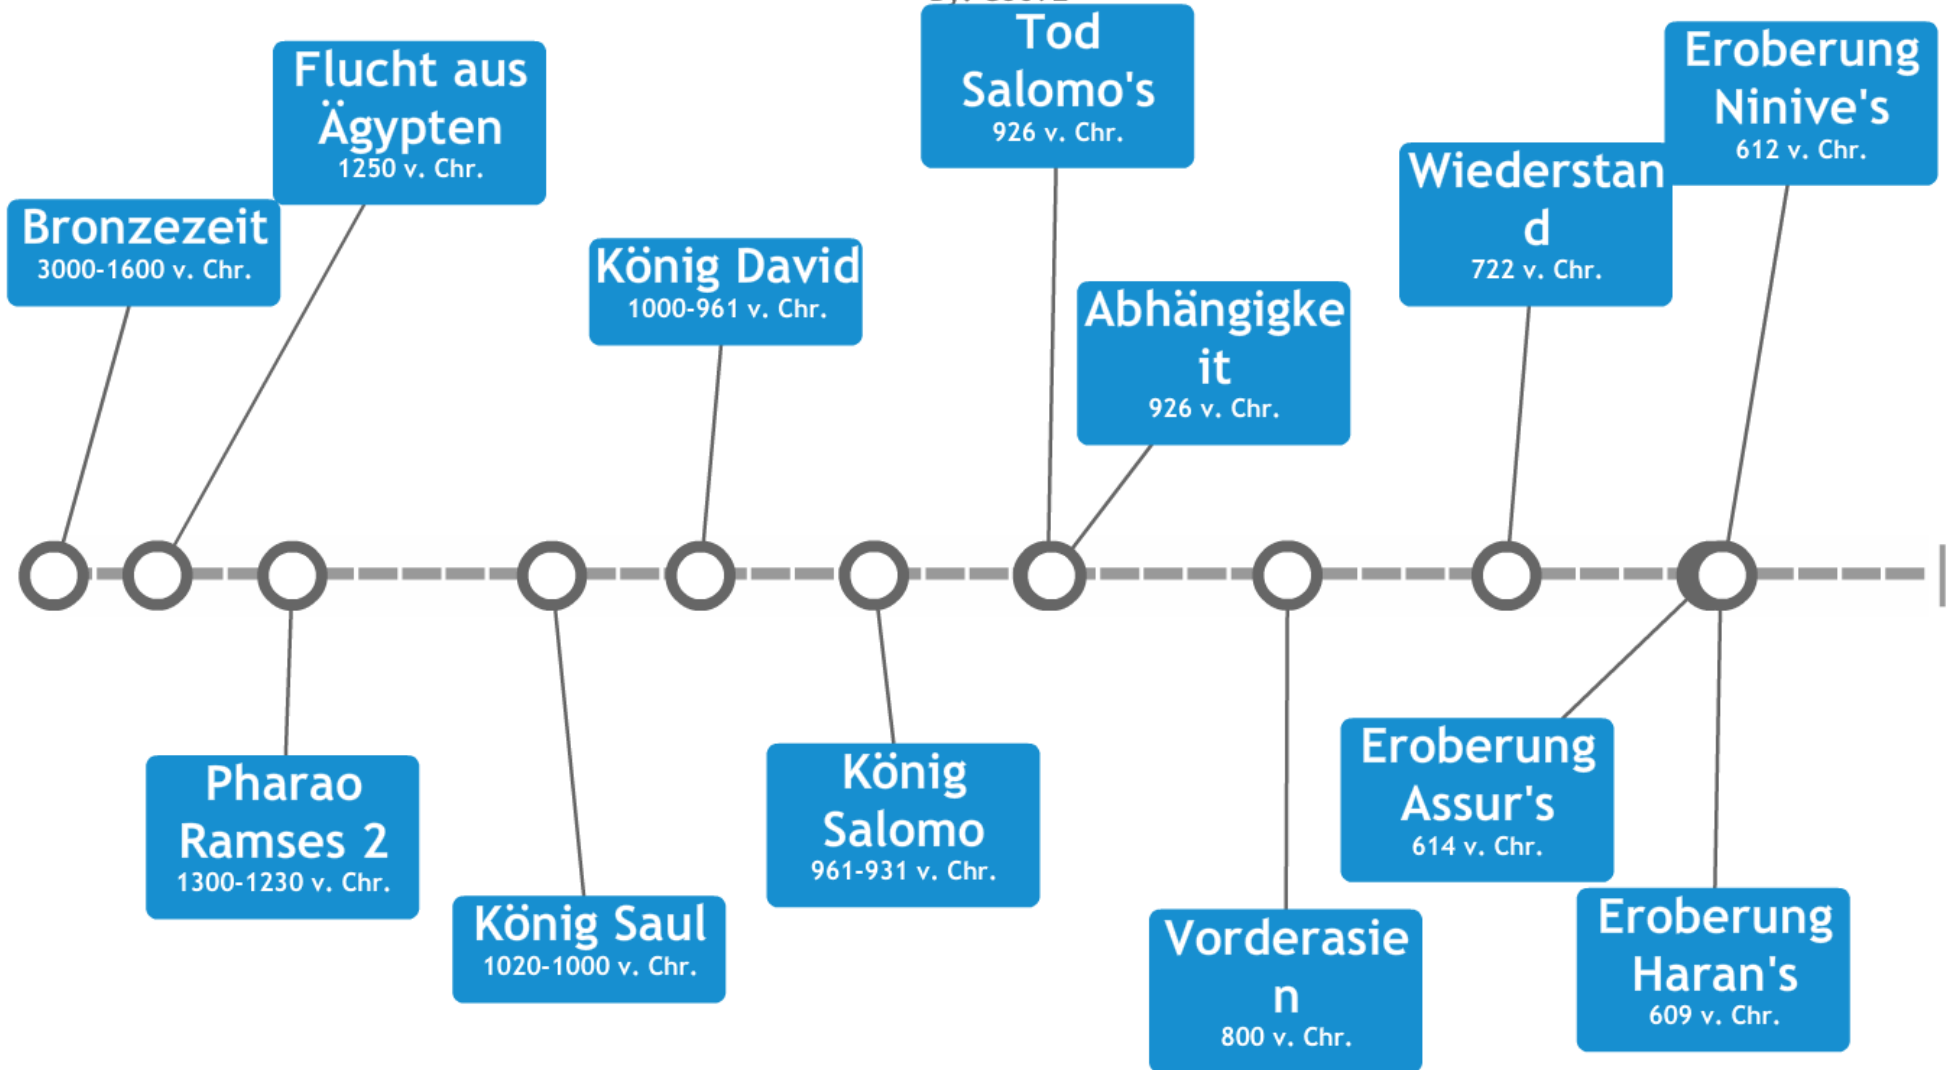 Tod
Salomo's
926 v. Chr.
Eroberung
Ninive's
612 v. Chr.
Flucht aus
Ägypten
1250 v. Chr.
Wiederstan
d
722 v. Chr.
Bronzezeit
3000-1600 v. Chr.
König David
1000-961 v. Chr.
Abhängigke
it
926 v. Chr.
Eroberung
Assur's
614 v. Chr.
König
Salomo
961-931 v. Chr.
Pharao
Ramses 2
1300-1230 v. Chr.
Eroberung
Haran's
609 v. Chr.
König Saul
1020-1000 v. Chr.
Vorderasie
n
800 v. Chr.